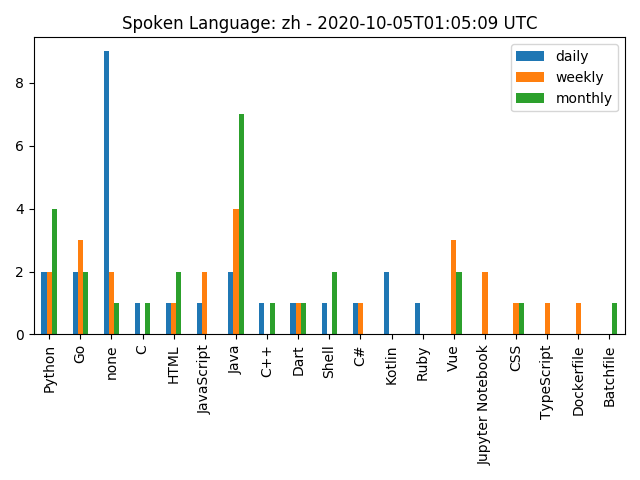 Spoken Language: zh - 2020-10-05T01:05:09 UTC
daily
weekly
monthly
8
6
4
2
0
Python
Go
none
C
HTML
JavaScript
Java
C++
Dart
Shell
C#
Kotlin
Ruby
Vue
Jupyter Notebook
CSS
TypeScript
Dockerfile
Batchfile